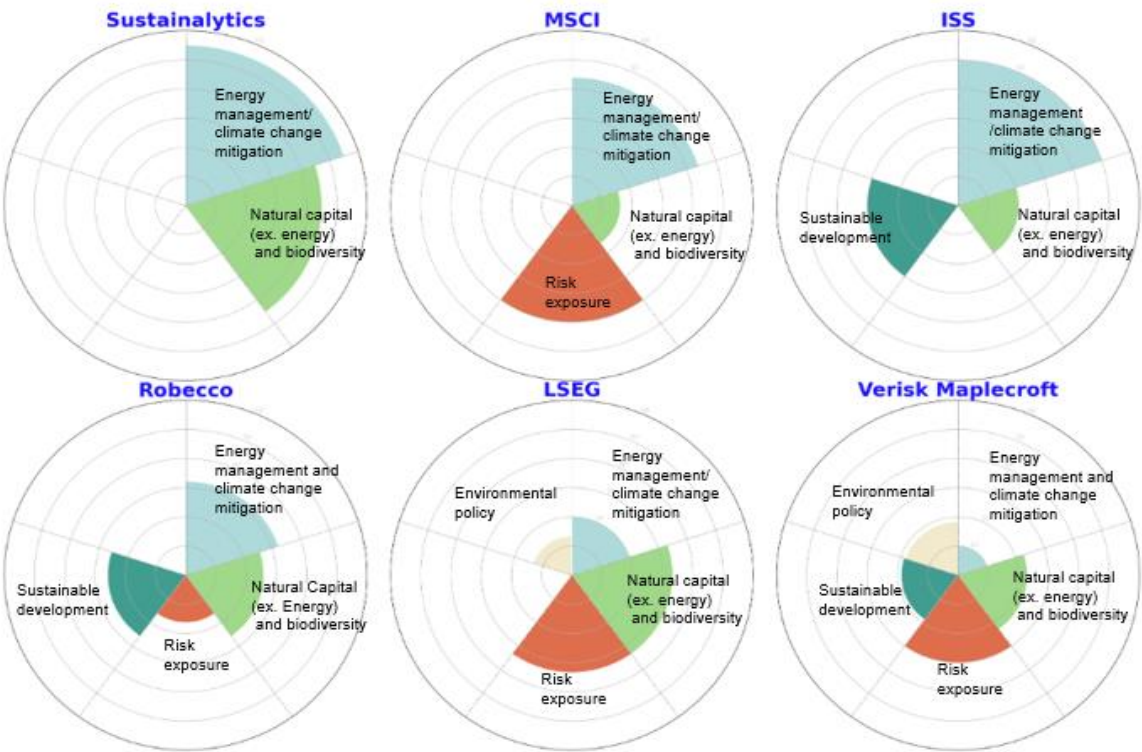 Sustainalytics
Energy
management/
climate change
mitigation
Natural capital
(ex. energy)
and biodiversity
MSCI
Energy
management/
climate change
mitigation
Natural capital
(ex. energy)
and biodiversity
Risk
exposure
ISS
Energy
management
/climate change
mitigation
Natural capital
(ex. energy)
and biodiversity
Sustainable
development
Robecco
Energy
management and
climate change
mitigation
Natural Capital
(ex. Energy)
and biodiversity
Risk
exposure
Sustainable
development
LSEG
Environmental
policy
Energy
management/
climate change
mitigation
Natural capital
(ex. energy)
and biodiversity
Risk
exposure
Verisk Maplecroft
Environmental
policy
Energy
management and
climate change
mitigation
Natural capital
(ex. energy)
and biodiversity
Sustainable
development
Risk
exposure